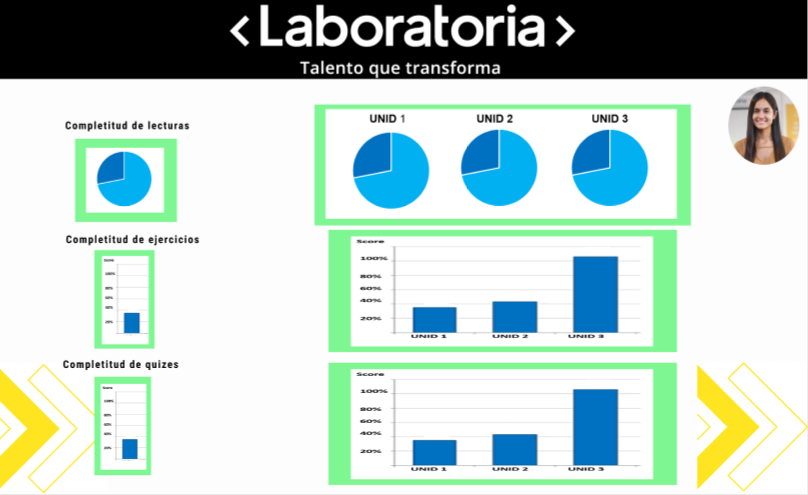 <Laboratoria>
Talento que transforma
Completitud de lecturas
UNID 1
UNID 2
UNID 3
Completitud de ejercicios
Score
100%
80%
60%
40%
20%
Score
100%
80%
60%
40%
20%
UNID 1
UNID 2
UNID 3
Completitud de quizes
Score
100%
80%
60%
40%
20%
Score
100%
80%
60%
40%
20%
UNID 1
UNID 2
UNID 3